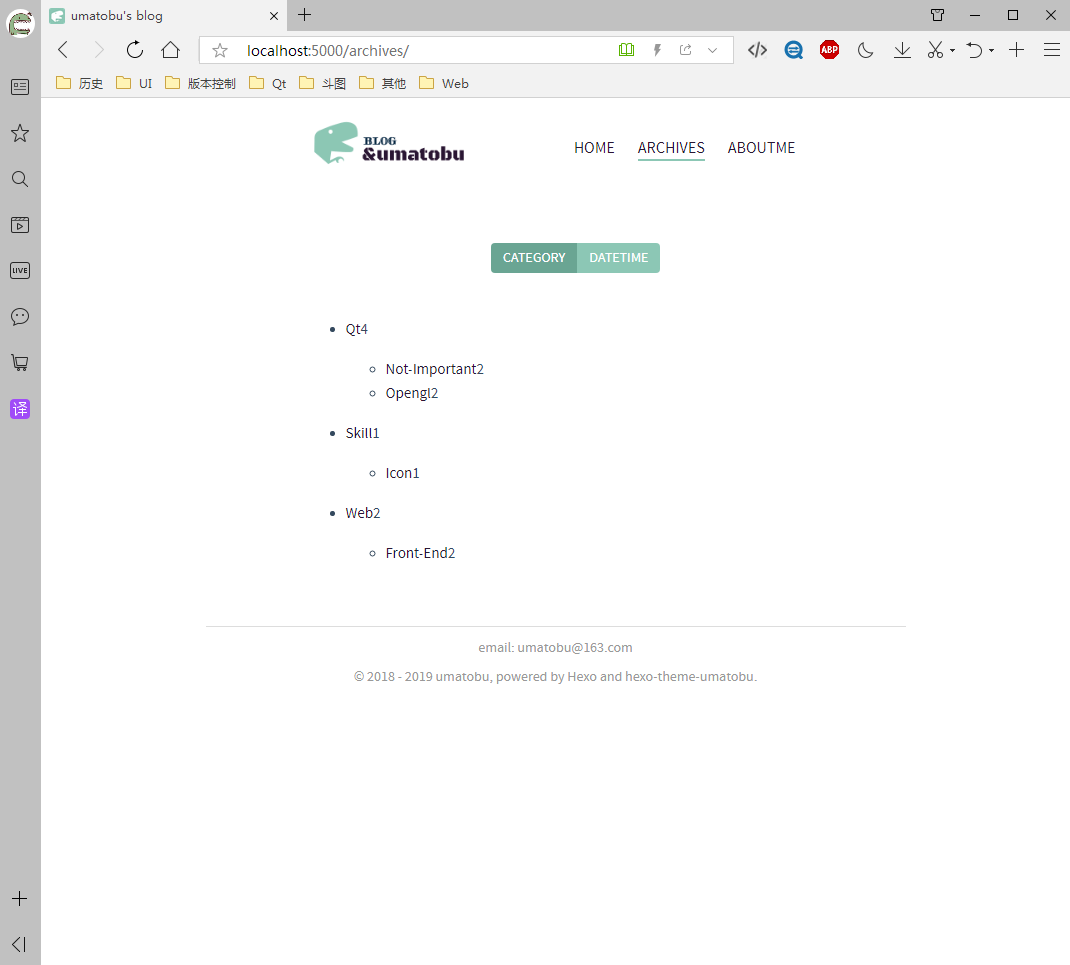 umatobu's blog
localhost:5000/archives/
ABP
历史 UI 版本控制 Qt 斗图 其他 Web
LIVE
译
BLOG
&umatobu
HOME ARCHIVES ABOUTME
CATEGORY DATETIME
Qt4
Not-Important2
Opengl2
Skill1
Icon1
Web2
Front-End2
email: umatobu@163.com
© 2018 - 2019 umatobu, powered by Hexo and hexo-theme-umatobu.